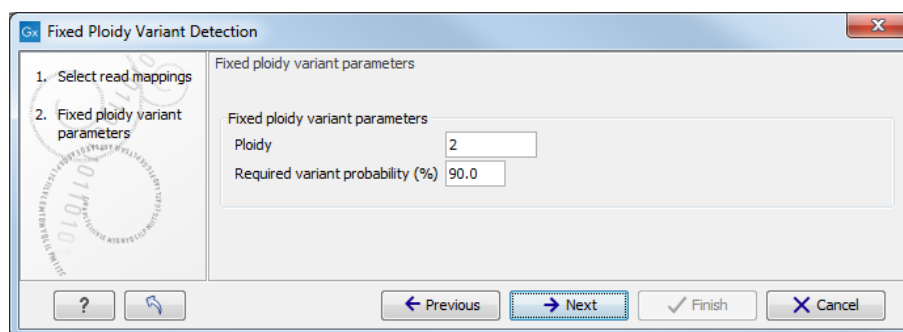 Gx Fixed Ploidy Variant Detection
1. Select read mappings
2. Fixed ploidy variant
parameters
Fixed ploidy variant parameters
Fixed ploidy variant parameters
Ploidy 2
Required variant probability (%) 90.0
? Previous Next Finish Cancel